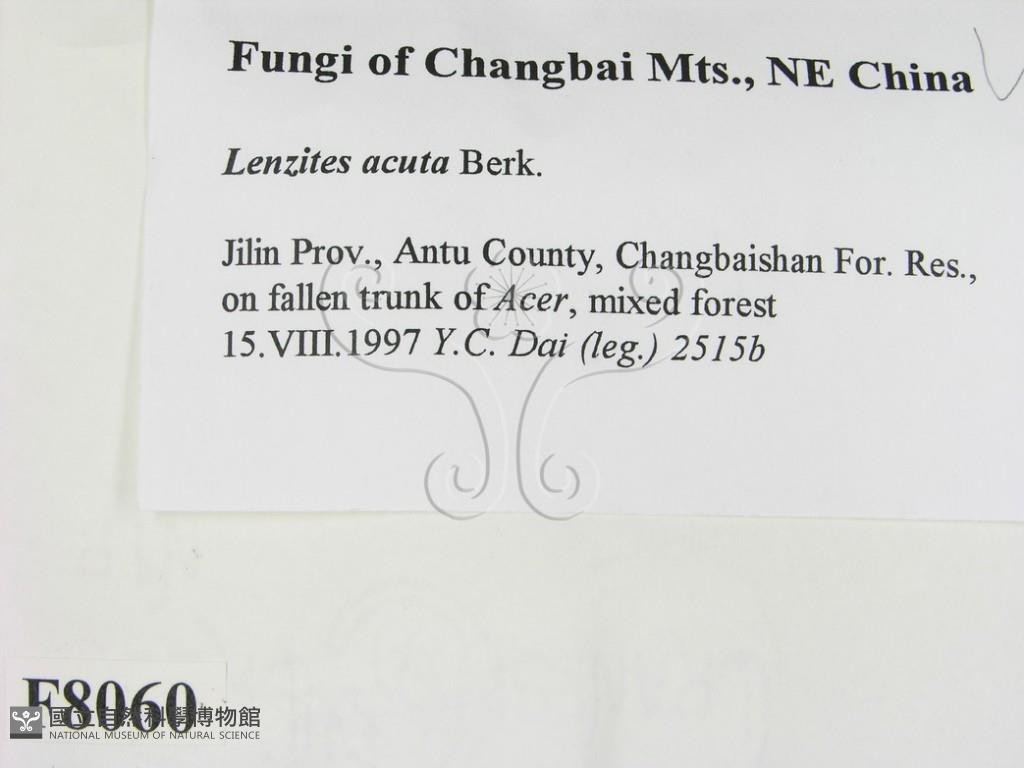 Fungi of Changbai Mts., NE China
Lenzites acuta Berk.
Jilin Prov., Antu County, Changbaishan For. Res.,
on fallen trunk of Acer, mixed forest
15.VIII.1997 Y.C. Dai (leg.) 2515b
F8060
國立自然科學博物館
NATIONAL MUSEUM OF NATURAL SCIENCE